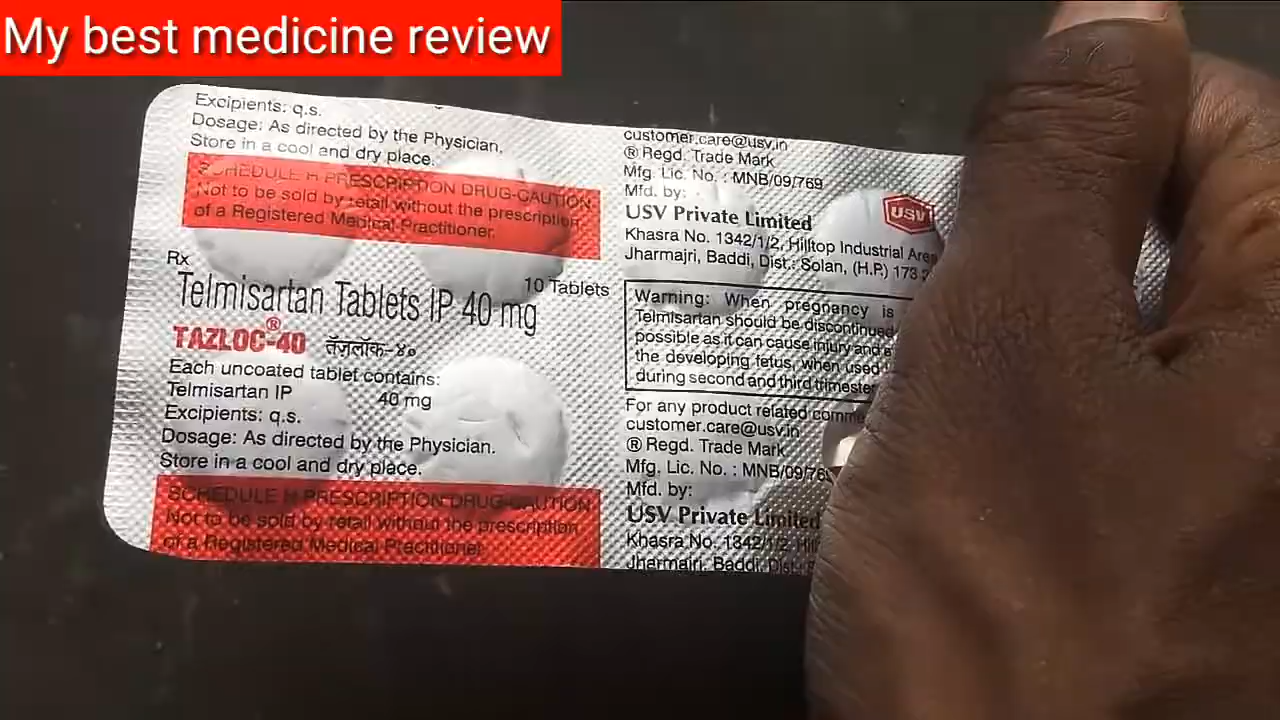 My best medicine review
Excipients: q.s.
Dosage: As directed by the Physician.
Store in a cool and dry place.
SCHEDULE H PRESCRIPTION DRUG-CAUTION
Not to be sold by retail without the prescription
of a Registered Medical Practitioner.
Rx
10 Tablets
Telmisartan Tablets IP 40 mg
TAZLOC®-40 तॅज़लॉक-४०
Each uncoated tablet contains:
Telmisartan IP 40 mg
Excipients: q.s.
Dosage: As directed by the Physician.
Store in a cool and dry place.
SCHEDULE H PRESCRIPTION DRUG-CAUTION
Not to be sold by retail without the prescription
of a Registered Medical Practitioner
customer.care@usv.in
® Regd. Trade Mark
Mfg. Lic. No. : MNB/09/769
Mfd. by:
USV
USV Private Limited
Khasra No. 1342/1/2, Hilltop Industrial Area
Jharmajri, Baddi, Dist.: Solan, (H.P.) 173
Warning: When pregnancy is
Telmisartan should be discontinued
possible as it can cause injury and
the developing fetus, when used
during second and third trimester
For any product related
customer.care@usv.in
® Regd. Trade Mark
Mfg. Lic. No. : MNB/09/769
Mfd. by:
USV Private Limited
Khasra No. 1342/1/2,
Jharmajri, Baddi, Dist.: